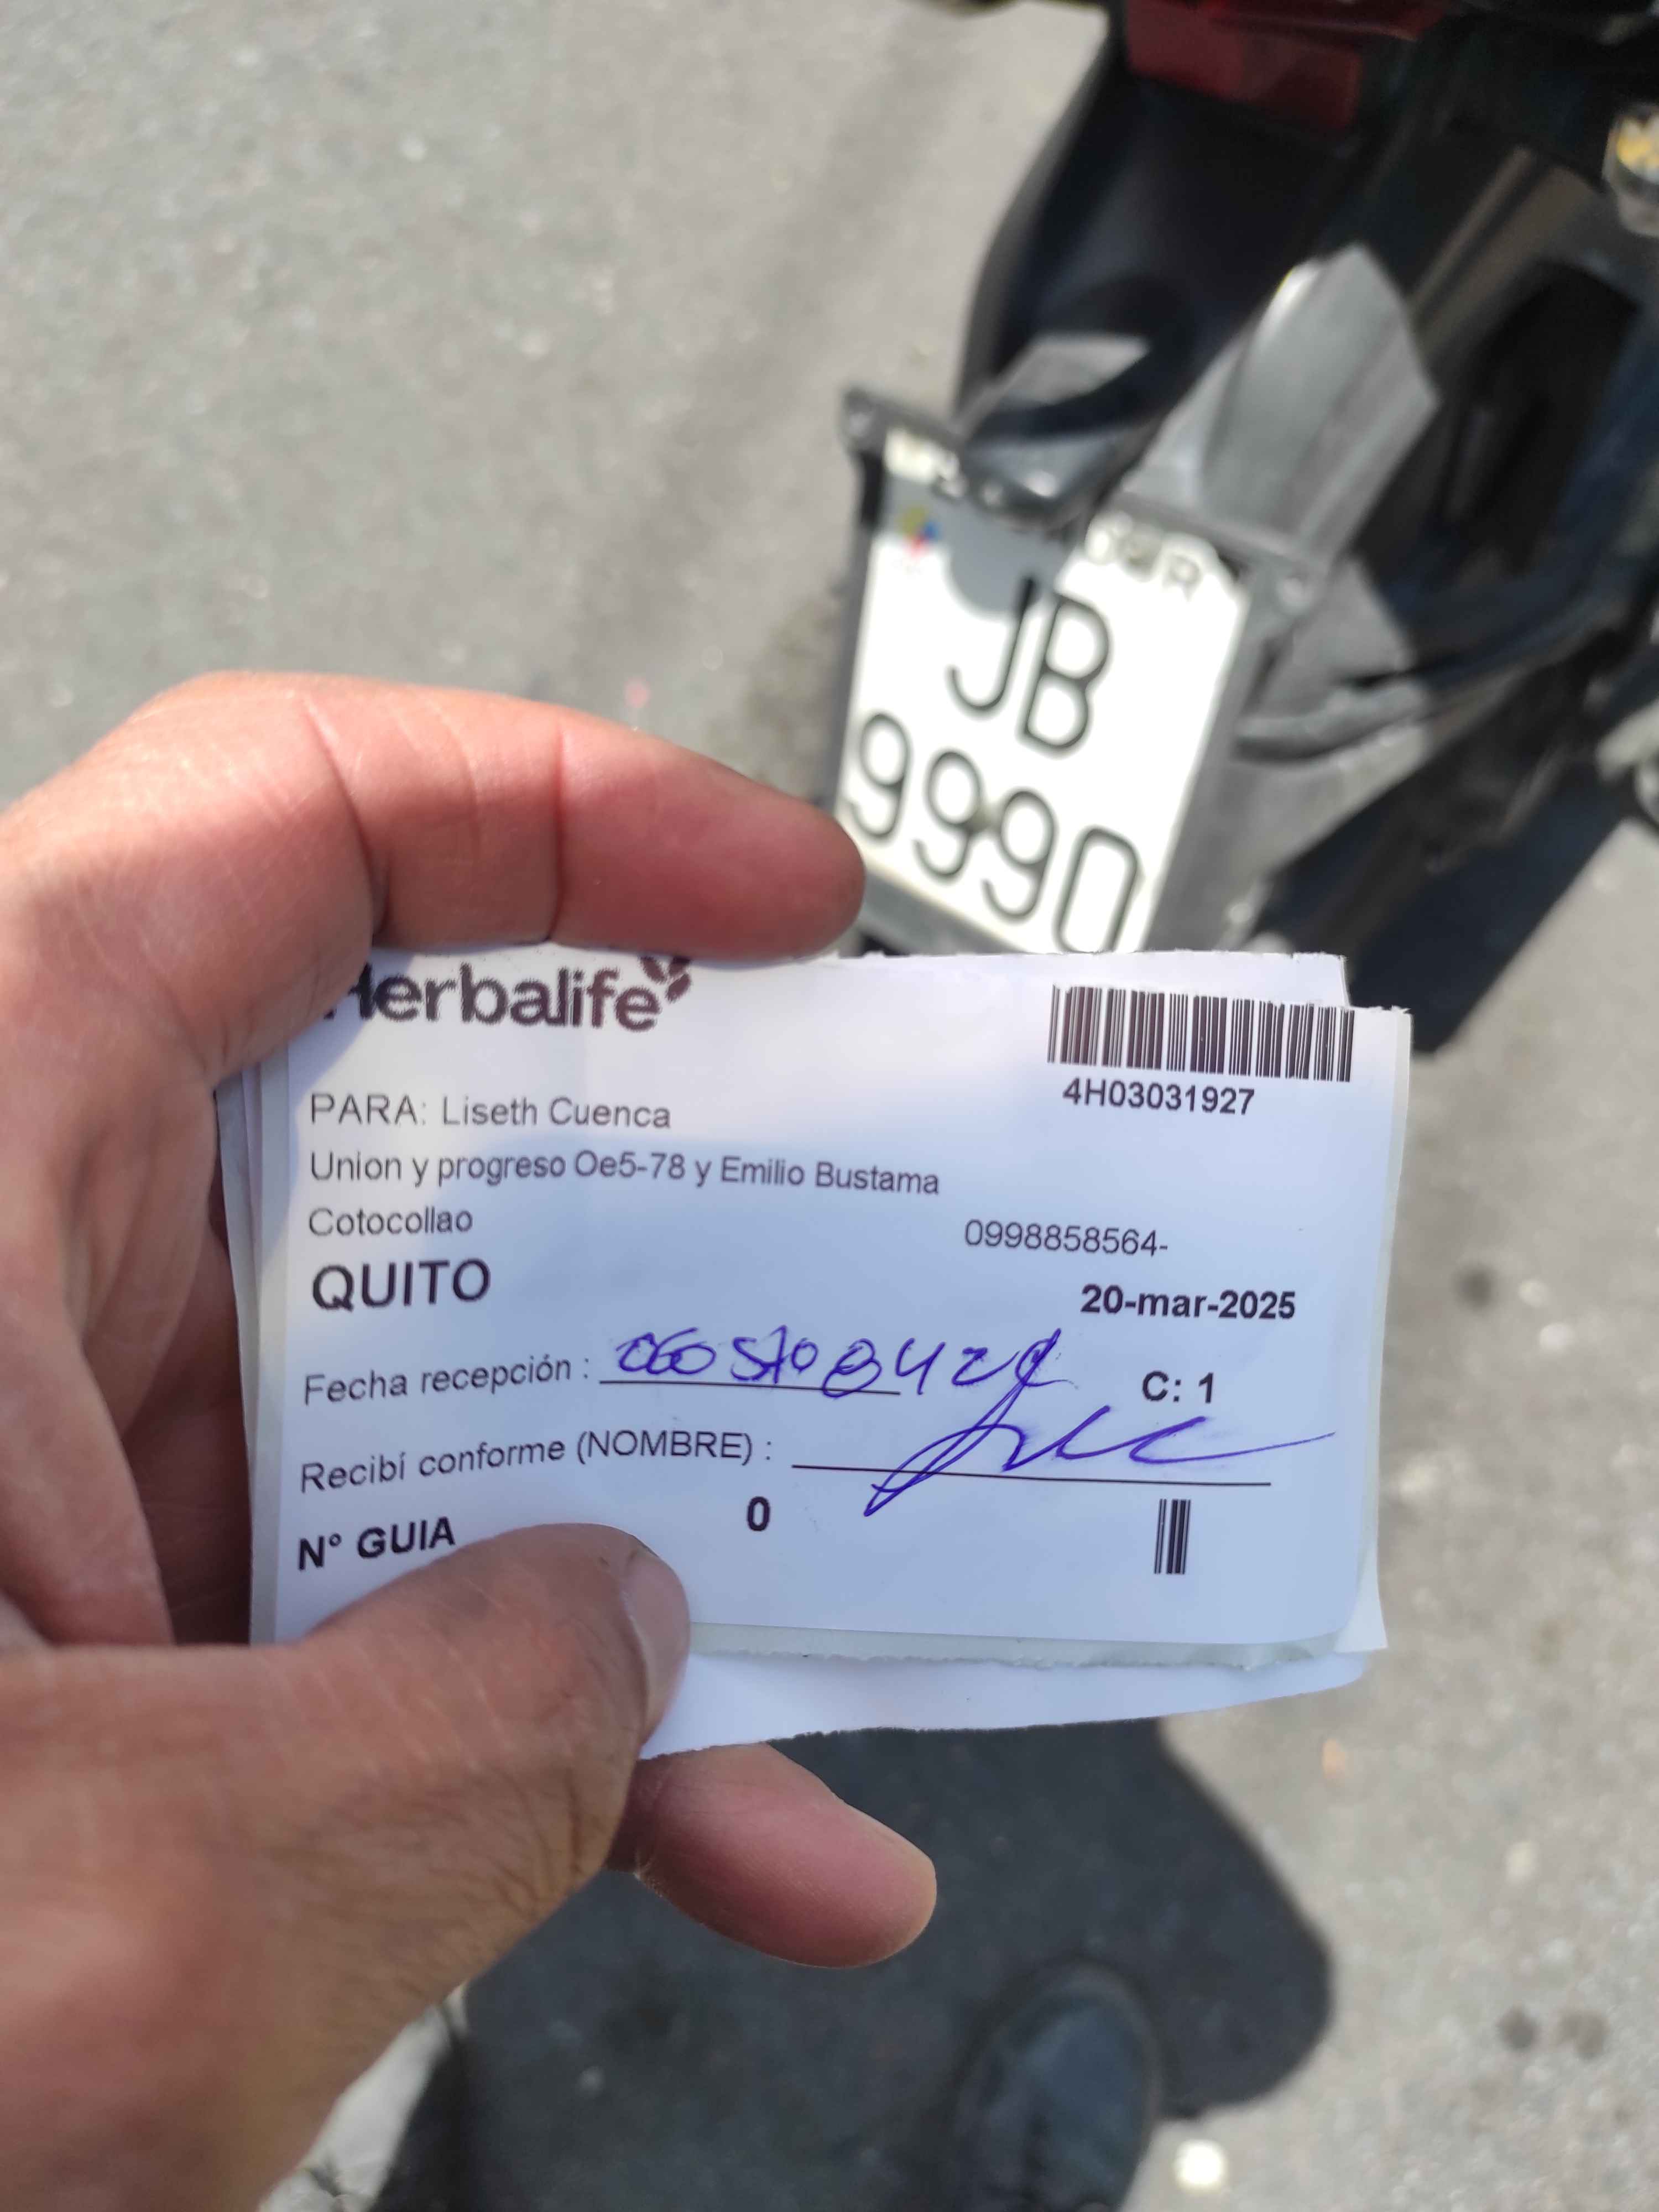 JB
9990
Herbalife
4H03031927
PARA: Liseth Cuenca
Union y progreso Oe5-78 y Emilio Bustama
Cotocollao
0998858564-
QUITO
20-mar-2025
Fecha recepción :
C: 1
Recibí conforme (NOMBRE) :
N° GUIA 0